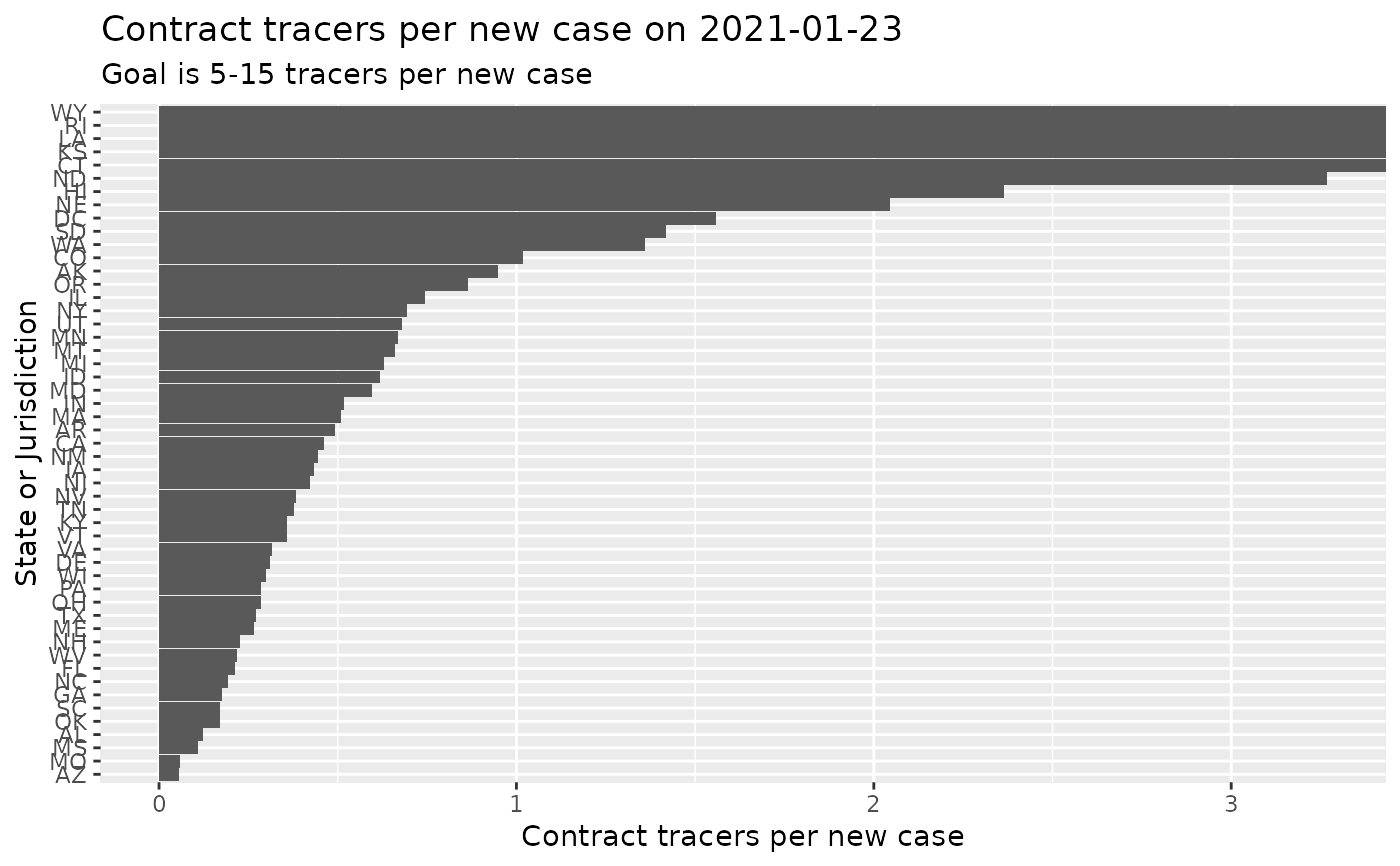 Contract tracers per new case on 2021-01-23
Goal is 5-15 tracers per new case
State or Jurisdiction
WY
RI
LA
KS
CT
ND
HI
NE
DC
SD
WA
CO
AK
OR
IL
NY
UT
MN
MT
MI
ID
MD
IN
MA
AR
CA
NM
IA
NJ
NV
TN
KY
VT
VA
DE
WI
PA
OH
TX
ME
NH
WV
FL
NC
GA
SC
OK
AL
MS
MO
AZ
0 1 2 3
Contract tracers per new case